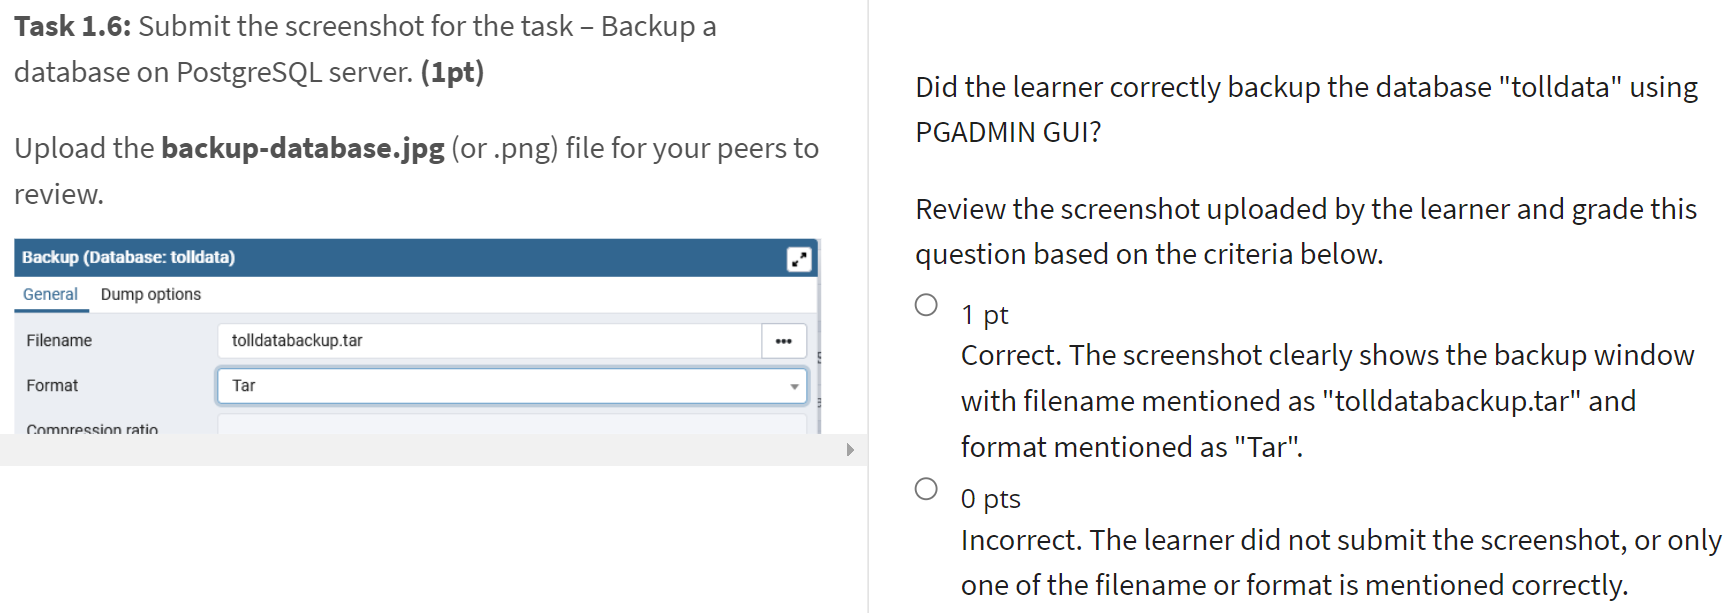 Task 1.6: Submit the screenshot for the task – Backup a
database on PostgreSQL server. (1pt)
Upload the backup-database.jpg (or .png) file for your peers to
review.
Backup (Database: tolldata)
General Dump options
Filename tolldatabackup.tar
Format Tar
Compression ratio
Did the learner correctly backup the database "tolldata" using
PGADMIN GUI?
Review the screenshot uploaded by the learner and grade this
question based on the criteria below.
1 pt
Correct. The screenshot clearly shows the backup window
with filename mentioned as "tolldatabackup.tar" and
format mentioned as "Tar".
0 pts
Incorrect. The learner did not submit the screenshot, or only
one of the filename or format is mentioned correctly.